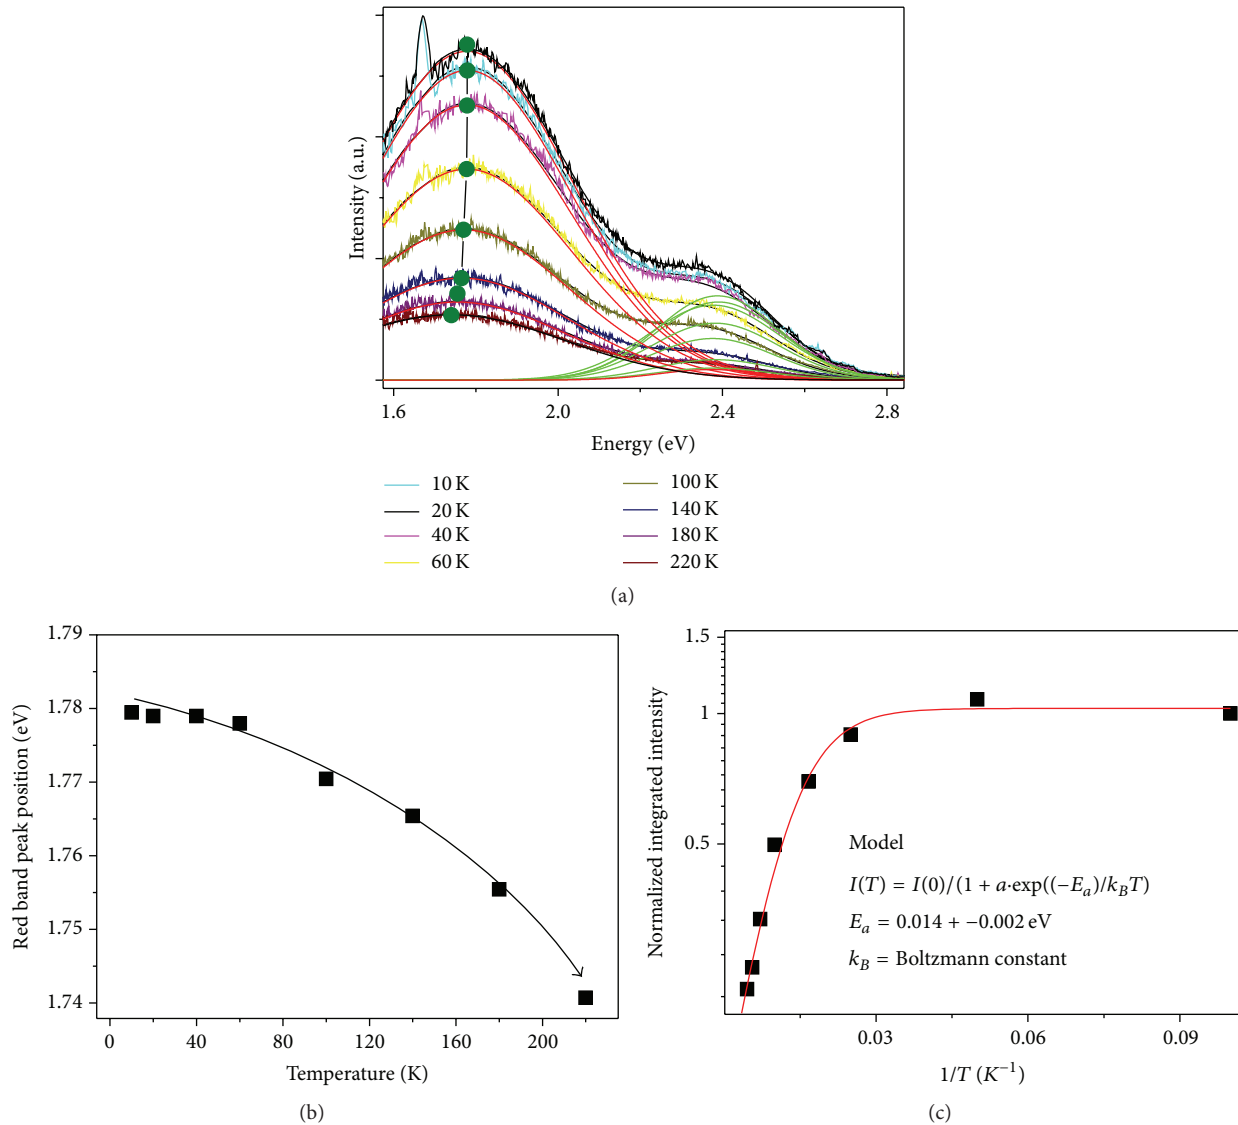 Intensity (a.u.)
1.6 2.0 2.4 2.8
Energy (eV)
10 K 100 K
20 K 140 K
40 K 180 K
60 K 220 K
(a)
Red band peak position (eV)
1.79
1.78
1.77
1.76
1.75
1.74
0 40 80 120 160 200
Temperature (K)
(b)
Normalized integrated intensity
1.5
1
0.5
Model
I(T) = I(0)/(1 + a·exp((−Eₐ)/k_BT)
Eₐ = 0.014 + −0.002 eV
k_B = Boltzmann constant
0.03 0.06 0.09
1/T (K⁻¹)
(c)